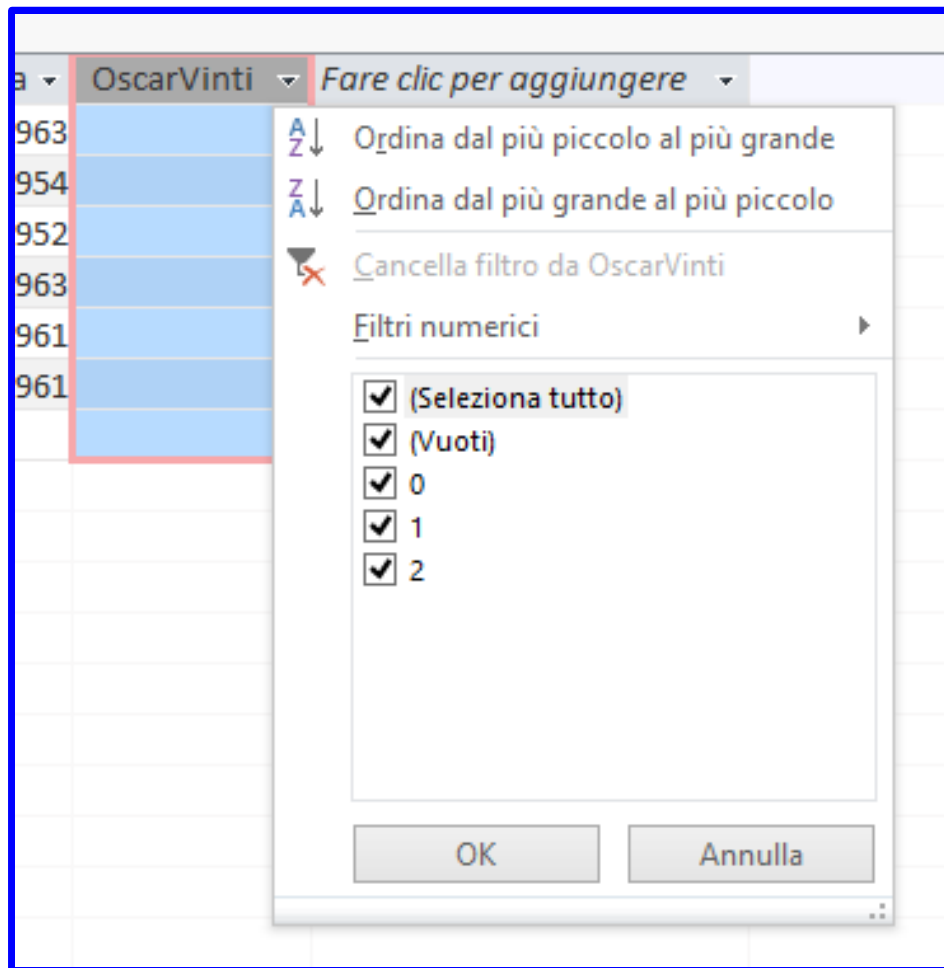 a OscarVinti Fare clic per aggiungere
963
954
952
963
961
961
Ordina dal più piccolo al più grande
Ordina dal più grande al più piccolo
Cancella filtro da OscarVinti
Filtri numerici
(Seleziona tutto)
(Vuoti)
0
1
2
OK Annulla